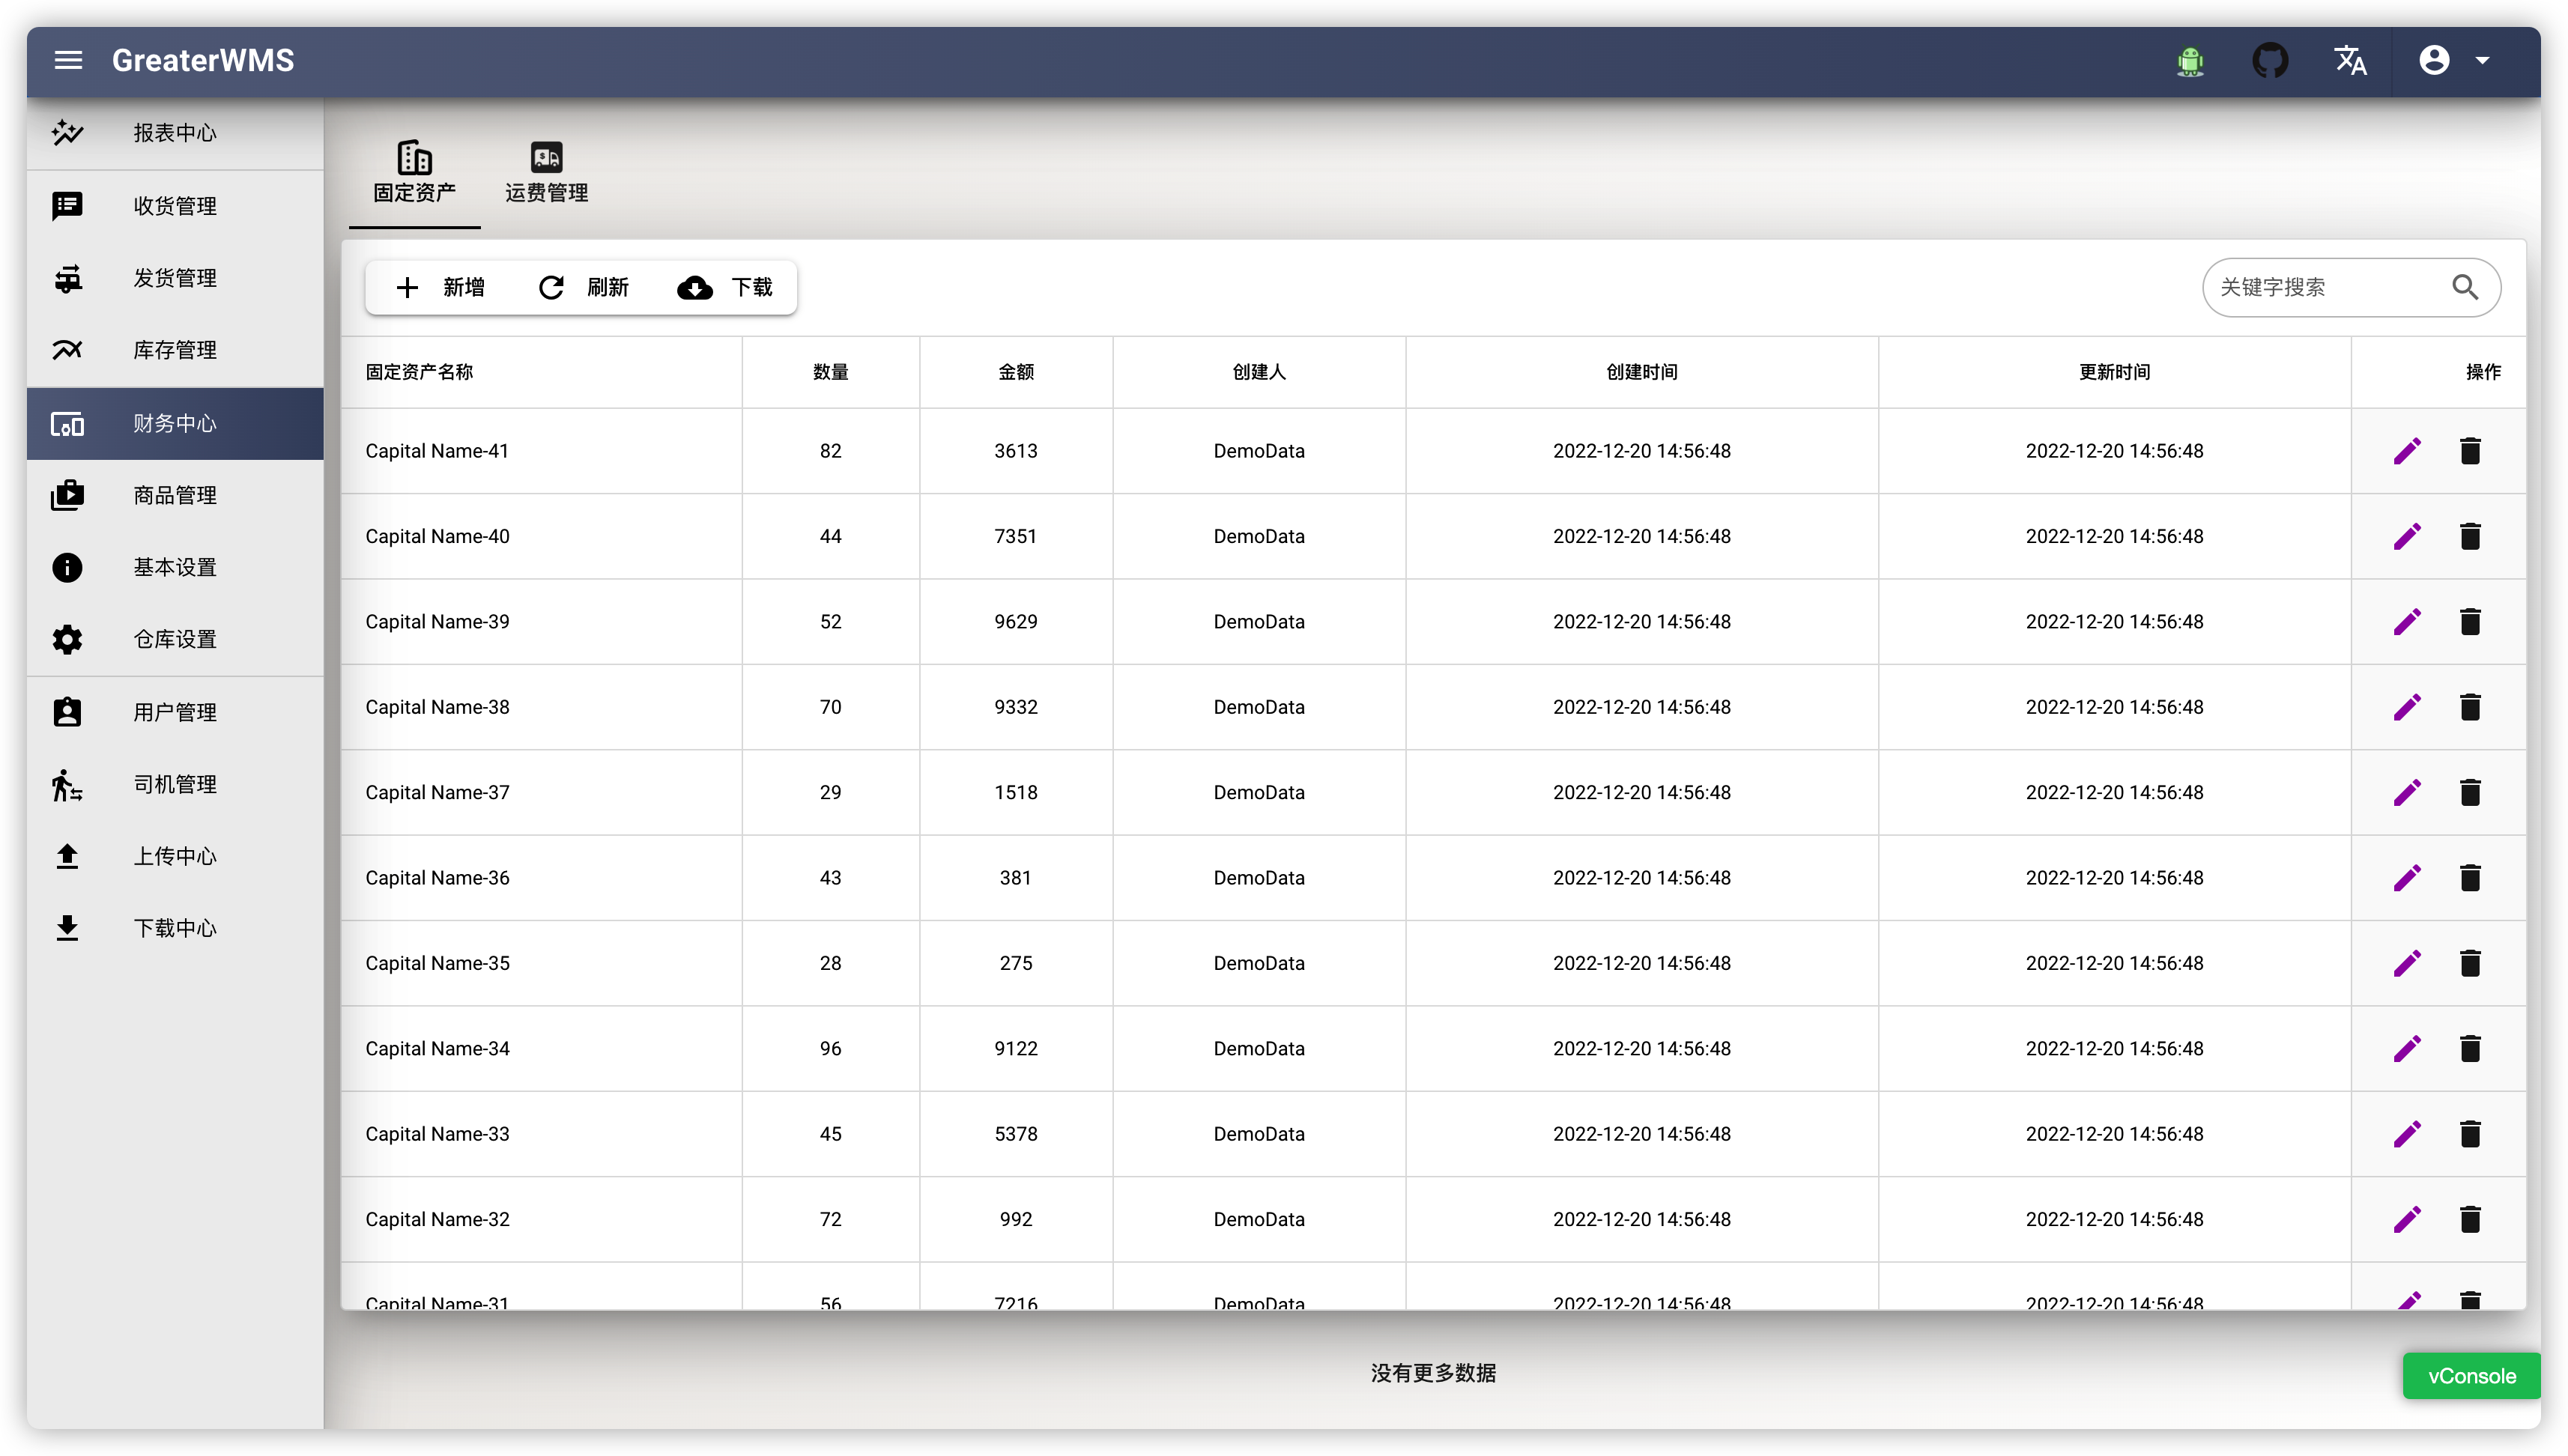 GreaterWMS
报表中心
收货管理
发货管理
库存管理
财务中心
商品管理
基本设置
仓库设置
用户管理
司机管理
上传中心
下载中心
固定资产 运费管理
新增 刷新 下载 关键字搜索
固定资产名称 数量 金额 创建人 创建时间 更新时间 操作
Capital Name-41 82 3613 DemoData 2022-12-20 14:56:48 2022-12-20 14:56:48
Capital Name-40 44 7351 DemoData 2022-12-20 14:56:48 2022-12-20 14:56:48
Capital Name-39 52 9629 DemoData 2022-12-20 14:56:48 2022-12-20 14:56:48
Capital Name-38 70 9332 DemoData 2022-12-20 14:56:48 2022-12-20 14:56:48
Capital Name-37 29 1518 DemoData 2022-12-20 14:56:48 2022-12-20 14:56:48
Capital Name-36 43 381 DemoData 2022-12-20 14:56:48 2022-12-20 14:56:48
Capital Name-35 28 275 DemoData 2022-12-20 14:56:48 2022-12-20 14:56:48
Capital Name-34 96 9122 DemoData 2022-12-20 14:56:48 2022-12-20 14:56:48
Capital Name-33 45 5378 DemoData 2022-12-20 14:56:48 2022-12-20 14:56:48
Capital Name-32 72 992 DemoData 2022-12-20 14:56:48 2022-12-20 14:56:48
Capital Name-31 56 7216 DemoData 2022-12-20 14:56:48 2022-12-20 14:56:48
没有更多数据
vConsole